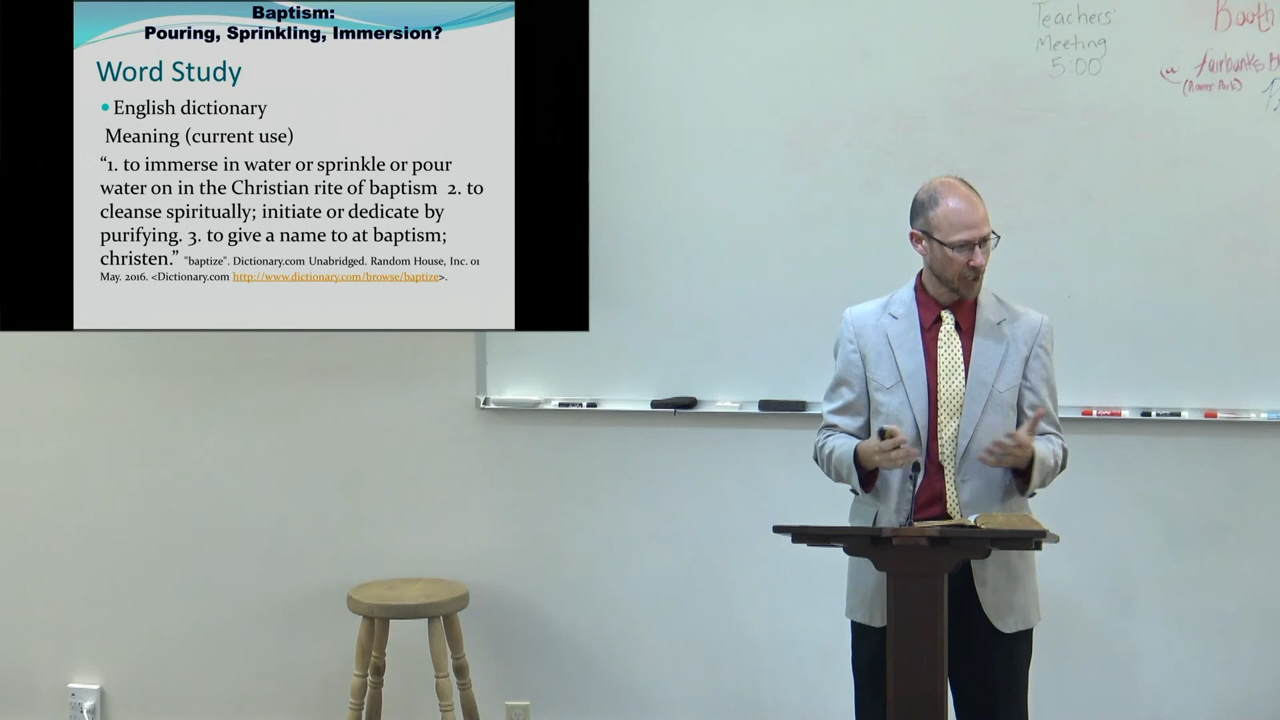 Baptism:
Pouring, Sprinkling, Immersion?
Word Study
• English dictionary
Meaning (current use)
“1. to immerse in water or sprinkle or pour
water on in the Christian rite of baptism 2. to
cleanse spiritually; initiate or dedicate by
purifying. 3. to give a name to at baptism;
christen.” "baptize". Dictionary.com Unabridged. Random House, Inc. 01
May. 2016. <Dictionary.com http://www.dictionary.com/browse/baptize>.
Teachers'
Meeting
5:00
Booth
fairbanks